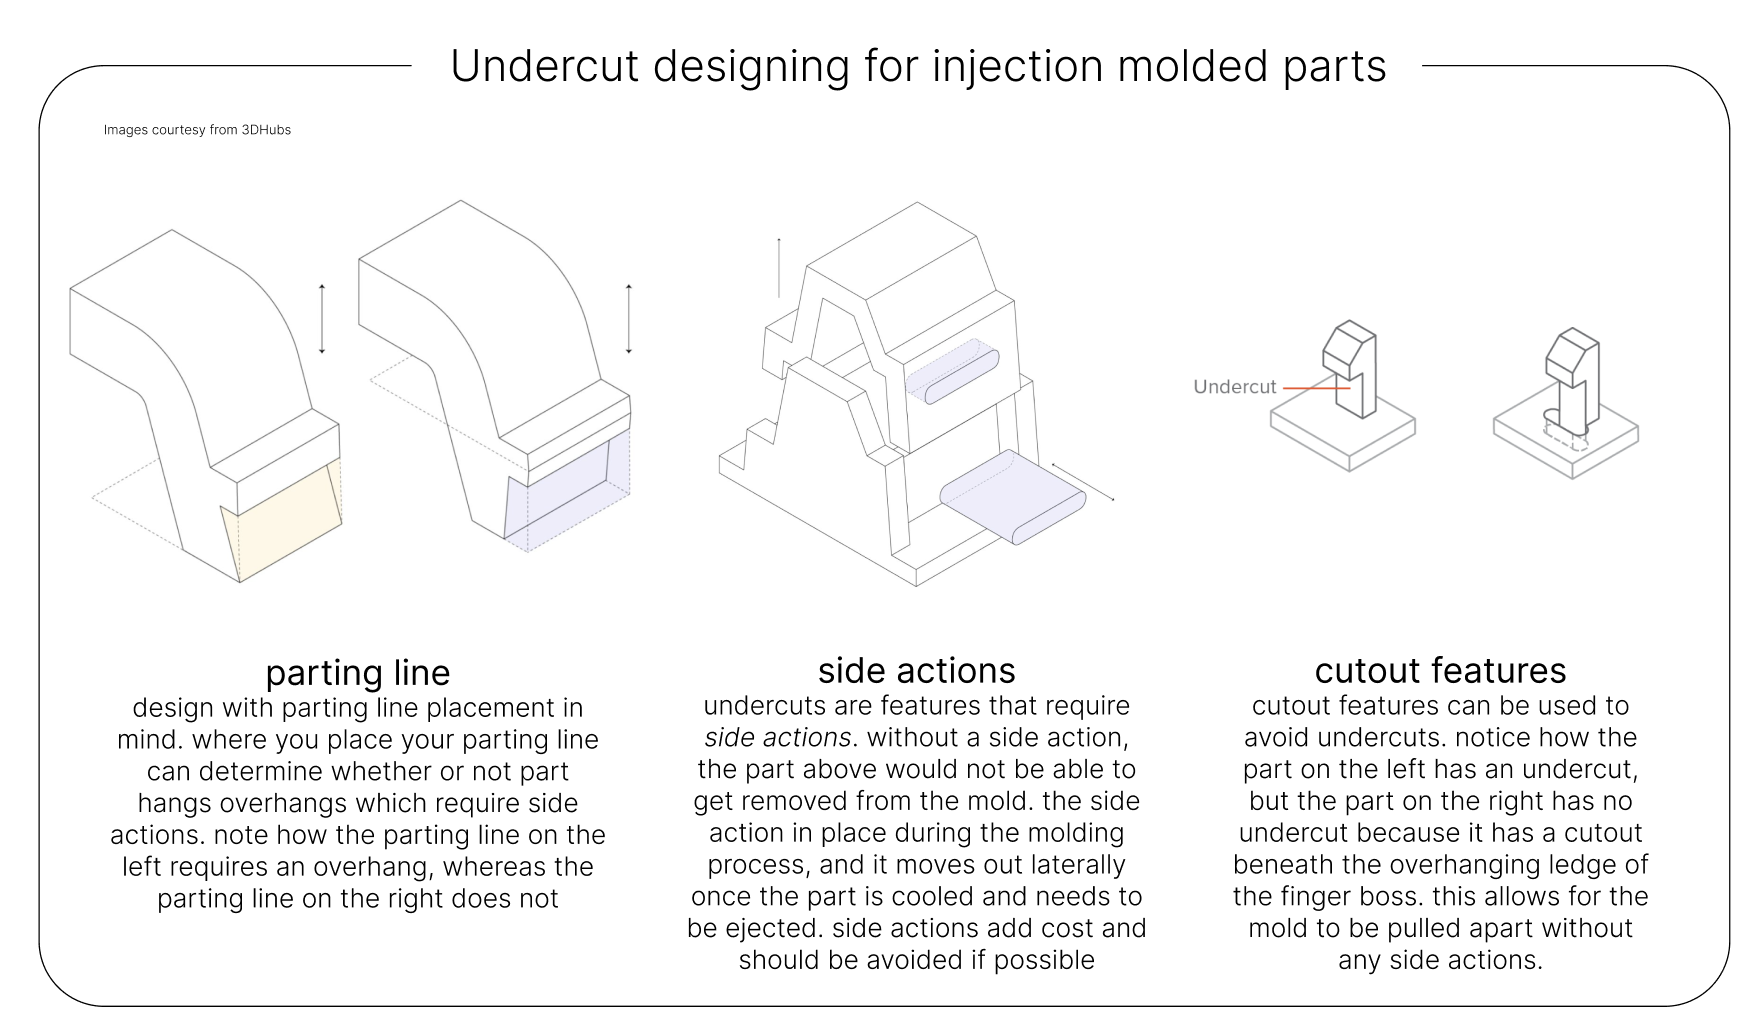 Undercut designing for injection molded parts
Images courtesy from 3DHubs
Undercut
parting line
design with parting line placement in
mind. where you place your parting line
can determine whether or not part
hangs overhangs which require side
actions. note how the parting line on the
left requires an overhang, whereas the
parting line on the right does not
side actions
undercuts are features that require
side actions. without a side action,
the part above would not be able to
get removed from the mold. the side
action in place during the molding
process, and it moves out laterally
once the part is cooled and needs to
be ejected. side actions add cost and
should be avoided if possible
cutout features
cutout features can be used to
avoid undercuts. notice how the
part on the left has an undercut,
but the part on the right has no
undercut because it has a cutout
beneath the overhanging ledge of
the finger boss. this allows for the
mold to be pulled apart without
any side actions.